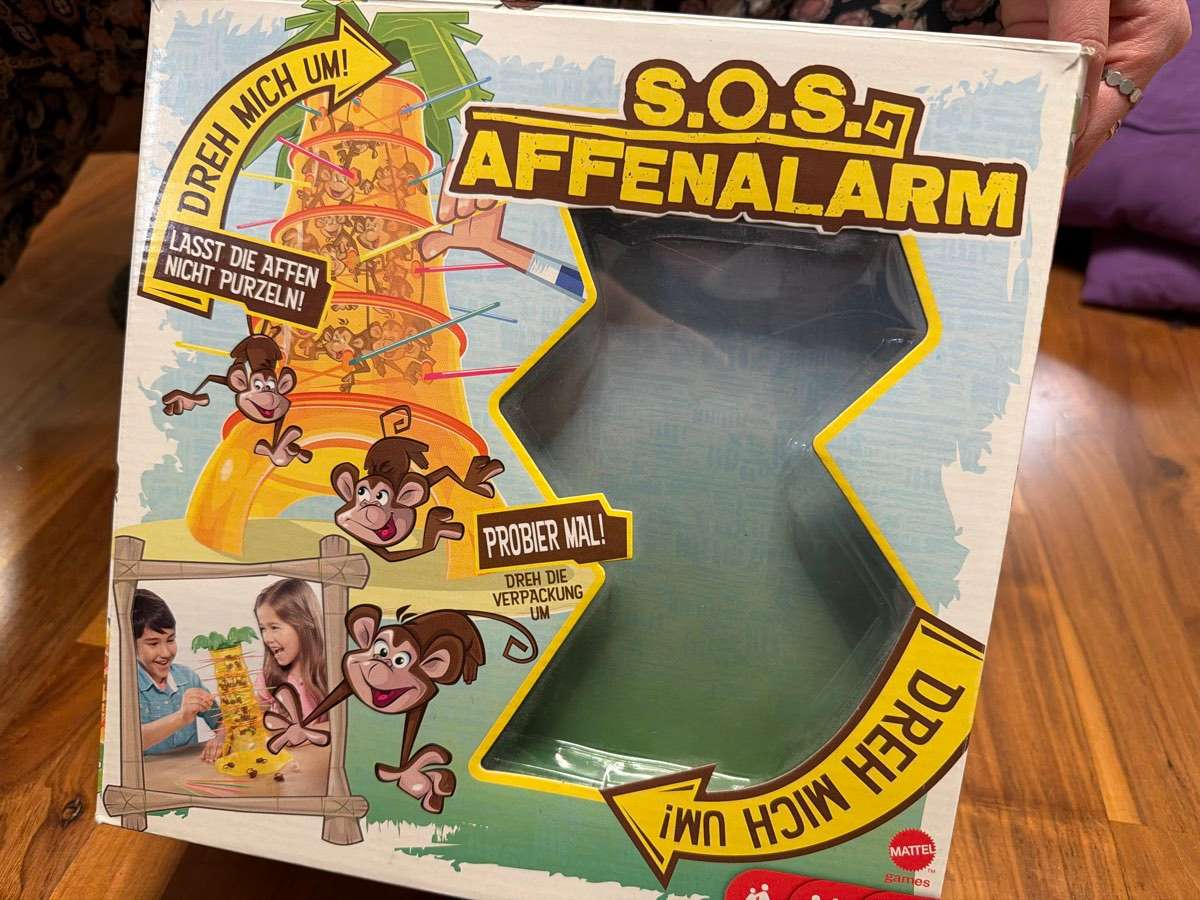 DREH MICH UM!
S.O.S.
AFFENALARM
LASST DIE AFFEN
NICHT PURZELN!
PROBIER MAL!
DREH DIE
VERPACKUNG
UM
DREH MICH UM!
MATTEL
games